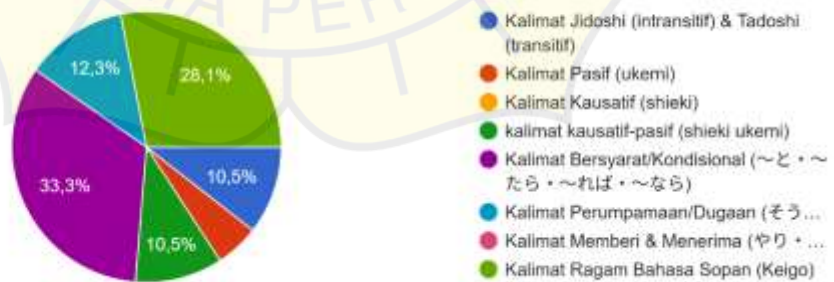 12,3%
28,1%
33,3%
10,5%
10,5%
Kalimat Jidoshi (intransitif) & Tadoshi
(transitif)
Kalimat Pasif (ukemi)
Kalimat Kausatif (shieki)
kalimat kausatif-pasif (shieki ukemi)
Kalimat Bersyarat/Kondisional (～と・～
たら・～れば・～なら)
Kalimat Perumpamaan/Dugaan (そう...
Kalimat Memberi & Menerima (やり・...
Kalimat Ragam Bahasa Sopan (Keigo)